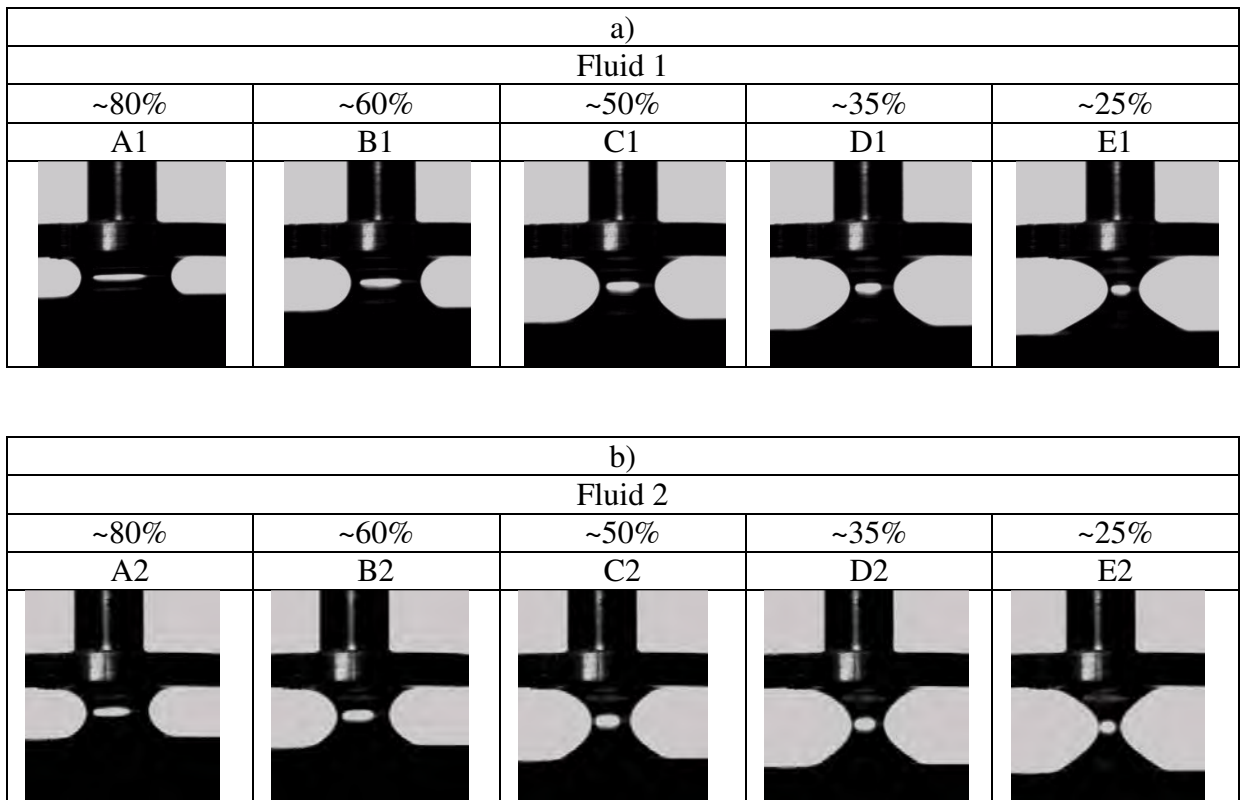 a)
Fluid 1
~80% ~60% ~50% ~35% ~25%
A1 B1 C1 D1 E1
b)
Fluid 2
~80% ~60% ~50% ~35% ~25%
A2 B2 C2 D2 E2